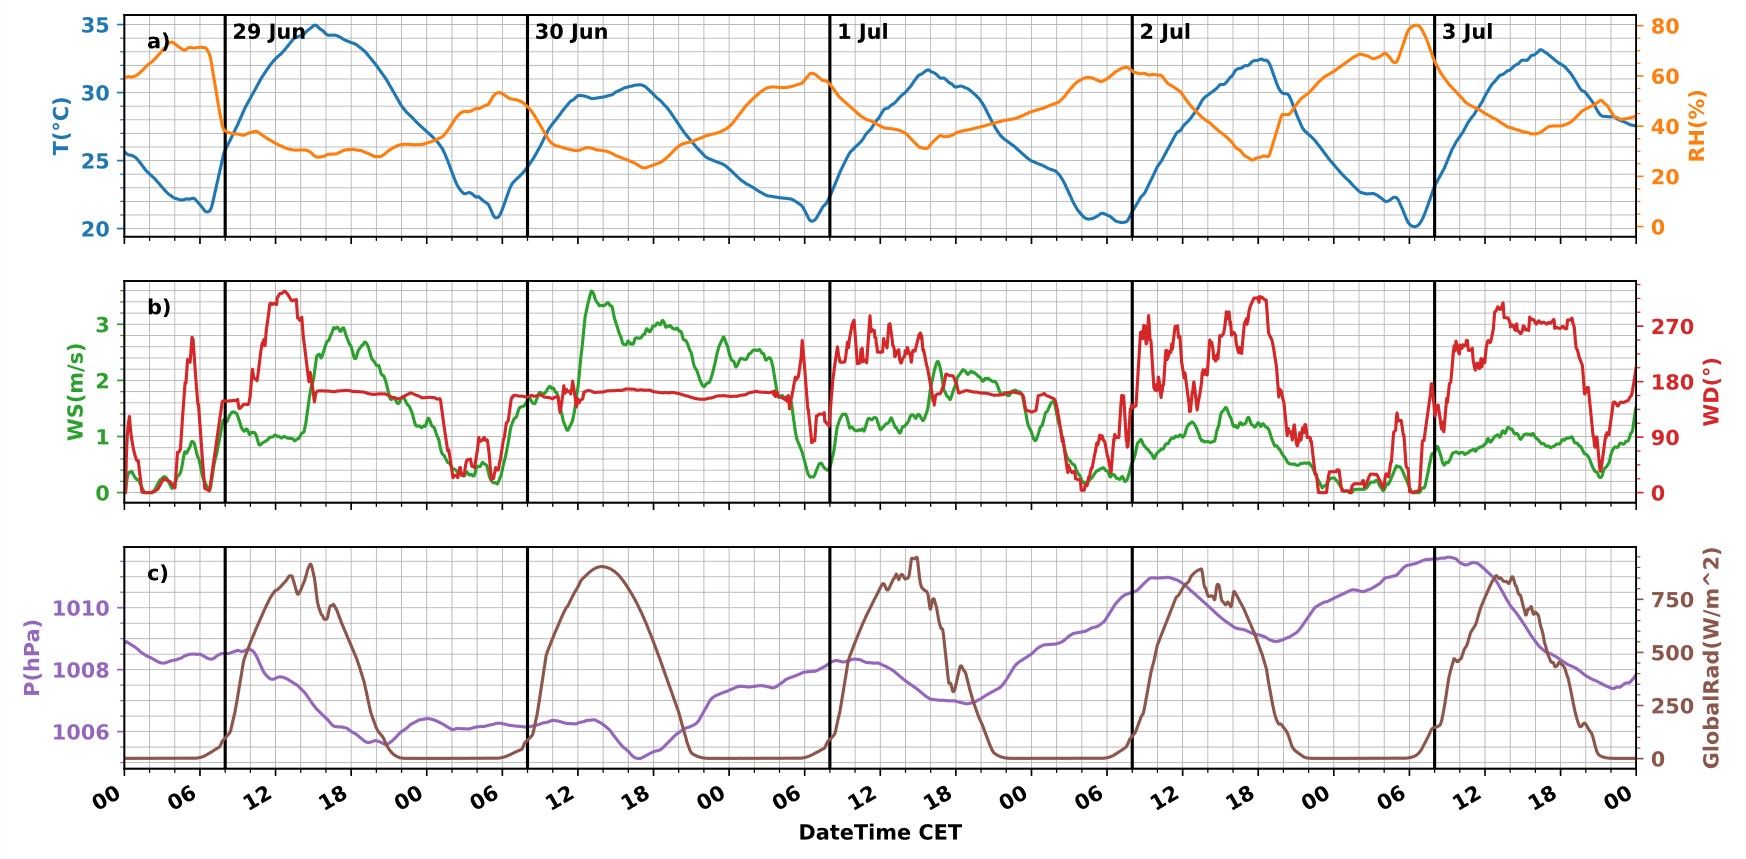 29 Jun
30 Jun
1 Jul
2 Jul
3 Jul
a)
T(°C)
35
30
25
20
RH(%)
80
60
40
20
0
b)
WS(m/s)
3
2
1
0
WD(°)
270
180
90
0
c)
P(hPa)
1010
1008
1006
GlobalRad(W/m^2)
750
500
250
0
00 06 12 18 00 06 12 18 00 06 12 18 00 06 12 18 00 06 12 18 00
DateTime CET